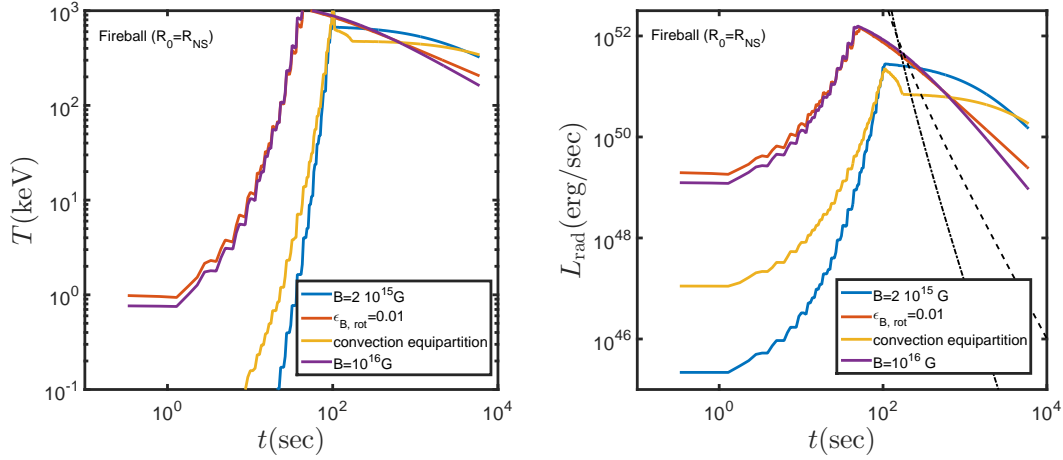 Fireball (R_0=R_NS)
10^3
10^2
10^1
10^0
10^-1
T(keV)
B=2 10^15G
ϵ_B, rot=0.01
convection equipartition
B=10^16G
10^0
10^2
10^4
t(sec)
Fireball (R_0=R_NS)
10^52
10^50
10^48
10^46
L_rad(erg/sec)
B=2 10^15 G
ϵ_B, rot=0.01
convection equipartition
B=10^16 G
10^0
10^2
10^4
t(sec)